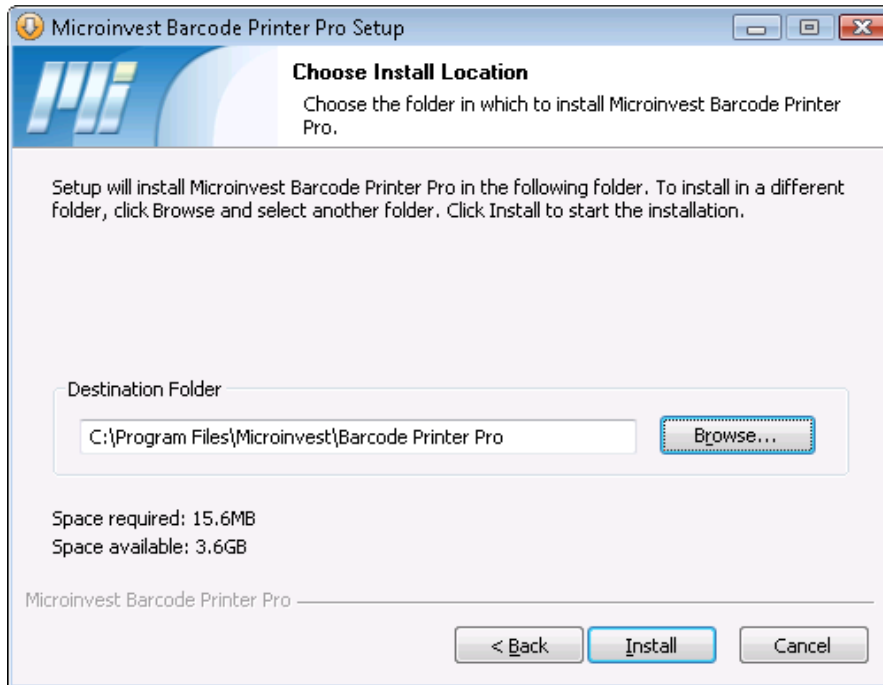 Microinvest Barcode Printer Pro Setup
Choose Install Location
Choose the folder in which to install Microinvest Barcode Printer
Pro.
Setup will install Microinvest Barcode Printer Pro in the following folder. To install in a different
folder, click Browse and select another folder. Click Install to start the installation.
Destination Folder
C:\Program Files\Microinvest\Barcode Printer Pro
Browse...
Space required: 15.6MB
Space available: 3.6GB
Microinvest Barcode Printer Pro
< Back
Install
Cancel